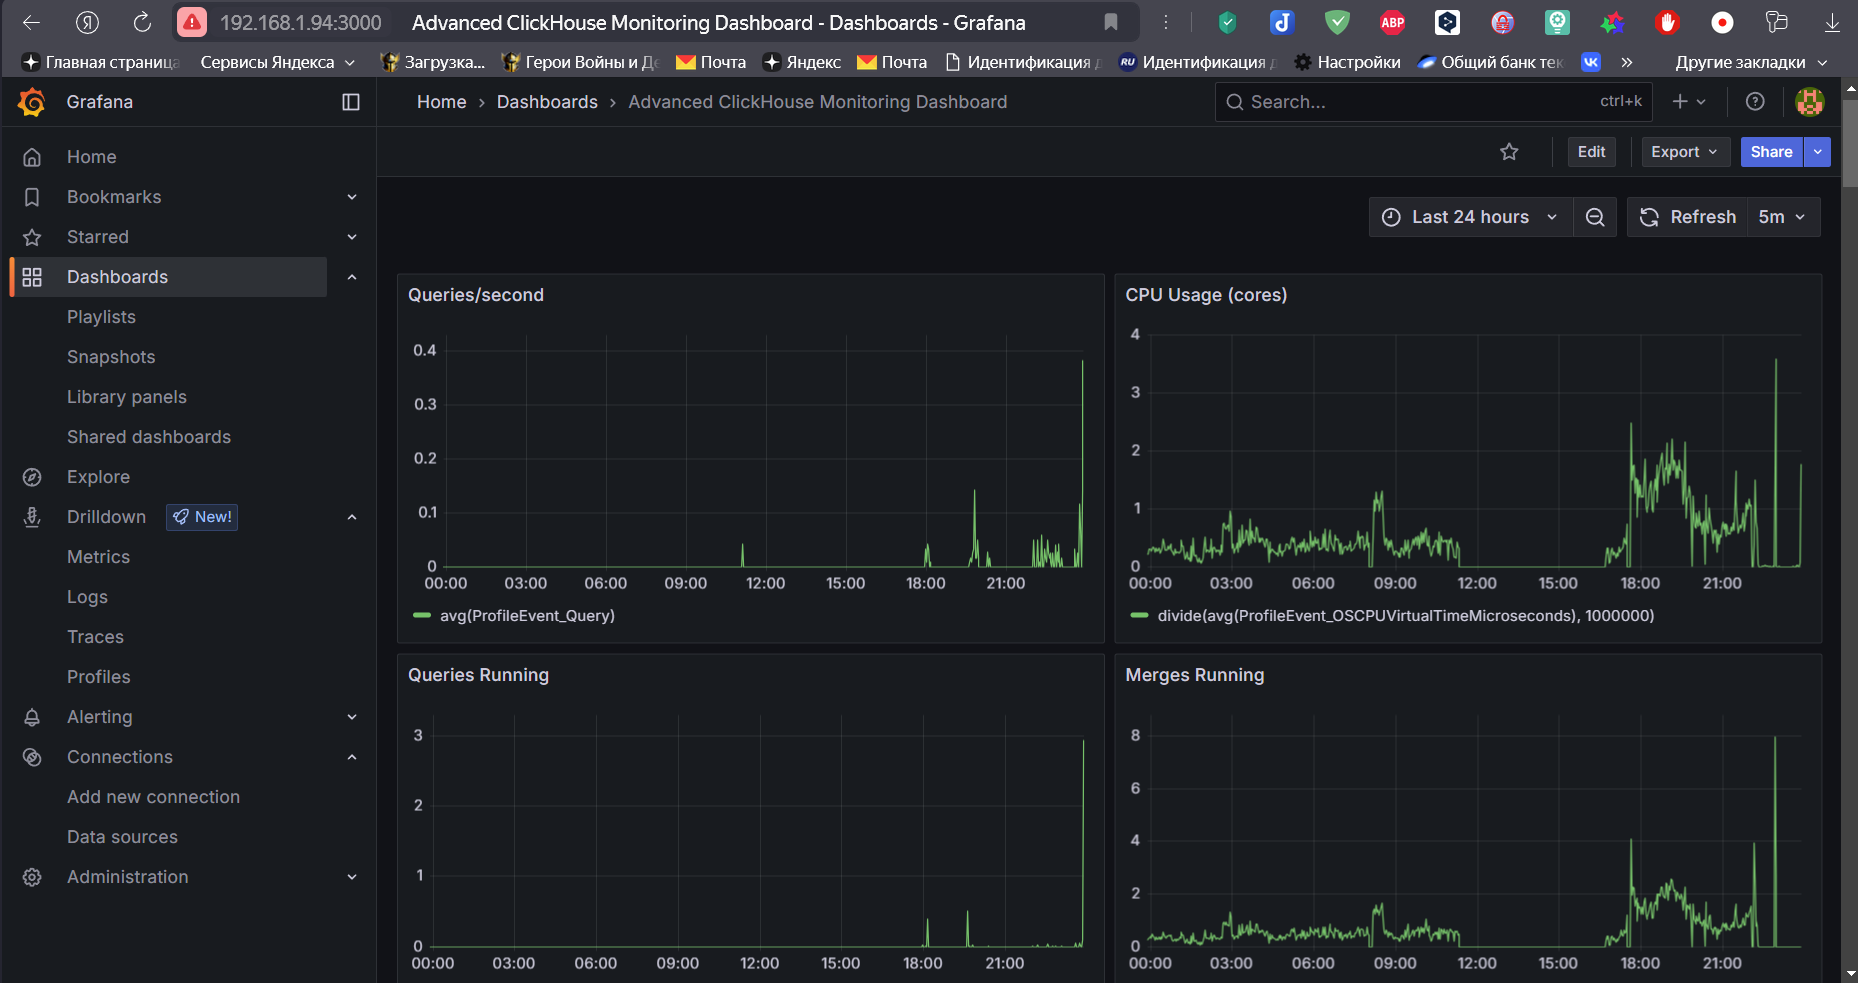 192.168.1.94:3000 Advanced ClickHouse Monitoring Dashboard - Dashboards - Grafana
Главная страница Сервисы Яндекса Загрузка... Герои Войны и Де Почта Яндекс Почта Идентификация д Идентификация д Настройки Общий банк тек » Другие закладки
Grafana
Home › Dashboards › Advanced ClickHouse Monitoring Dashboard
Search... ctrl+k
Edit Export Share
Last 24 hours Refresh 5m
Home
Bookmarks
Starred
Dashboards
Playlists
Snapshots
Library panels
Shared dashboards
Explore
Drilldown New!
Metrics
Logs
Traces
Profiles
Alerting
Connections
Add new connection
Data sources
Administration
Queries/second
0.4
0.3
0.2
0.1
0
00:00 03:00 06:00 09:00 12:00 15:00 18:00 21:00
avg(ProfileEvent_Query)
CPU Usage (cores)
4
3
2
1
0
00:00 03:00 06:00 09:00 12:00 15:00 18:00 21:00
divide(avg(ProfileEvent_OSCPUVirtualTimeMicroseconds), 1000000)
Queries Running
3
2
1
0
00:00 03:00 06:00 09:00 12:00 15:00 18:00 21:00
Merges Running
8
6
4
2
0
00:00 03:00 06:00 09:00 12:00 15:00 18:00 21:00